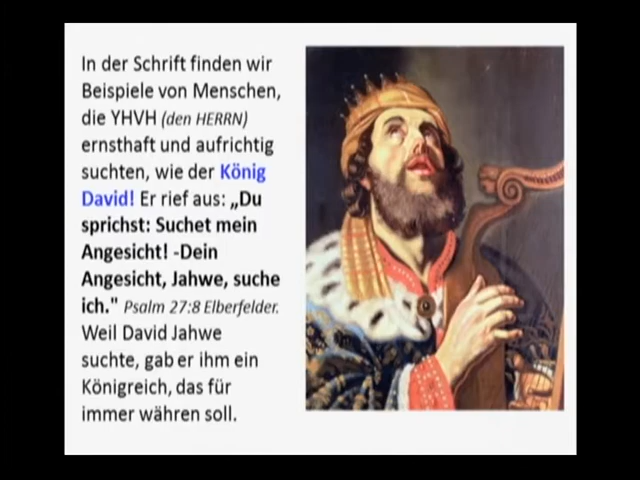 In der Schrift finden wir
Beispiele von Menschen,
die YHVH (den HERRN)
ernsthaft und aufrichtig
suchten, wie der König
David! Er rief aus: „Du
sprichst: Suchet mein
Angesicht! -Dein
Angesicht, Jahwe, suche
ich." Psalm 27:8 Elberfelder.
Weil David Jahwe
suchte, gab er ihm ein
Königreich, das für
immer währen soll.